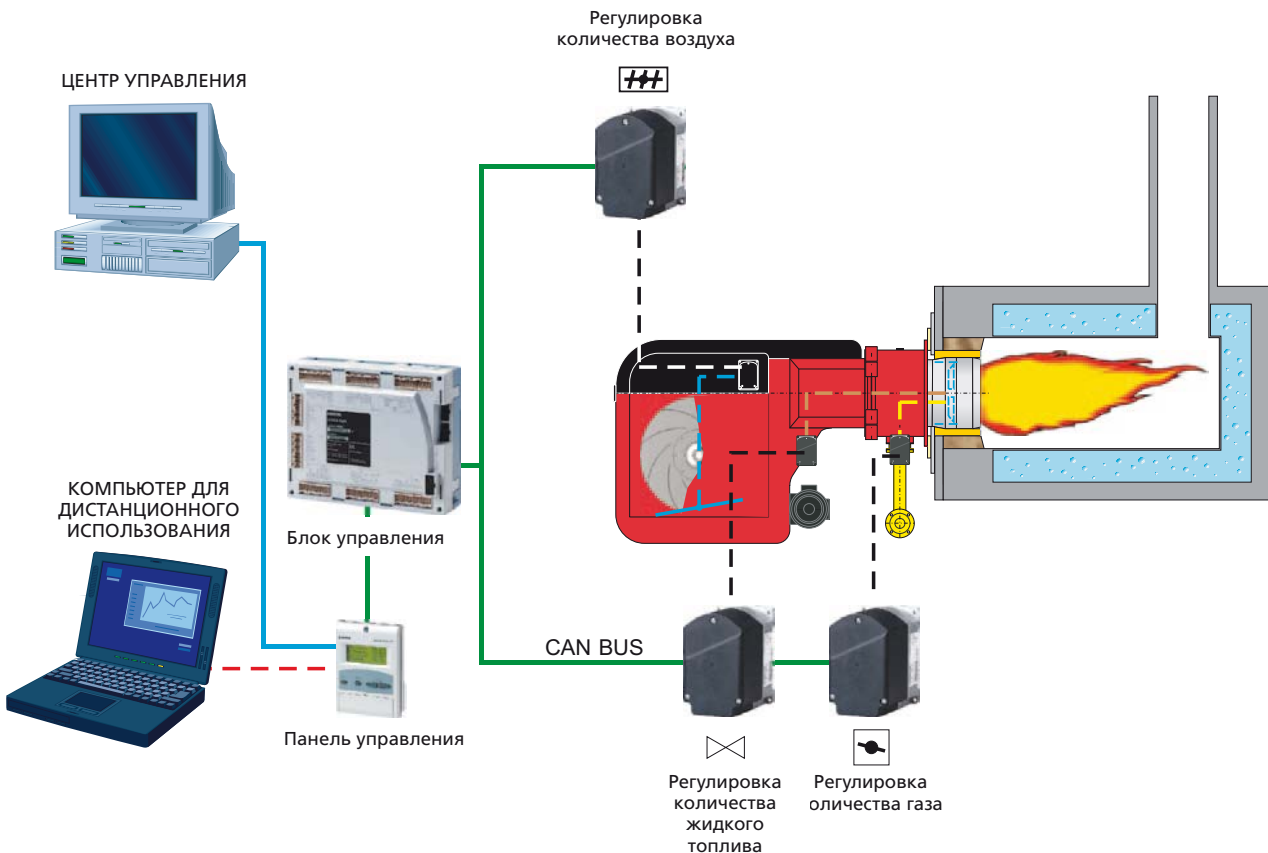 Регулировка
количества воздуха
ЦЕНТР УПРАВЛЕНИЯ
Блок управления
КОМПЬЮТЕР ДЛЯ
ДИСТАНЦИОННОГО
ИСПОЛЬЗОВАНИЯ
CAN BUS
Панель управления
Регулировка
количества
жидкого
топлива
Регулировка
оличества газа